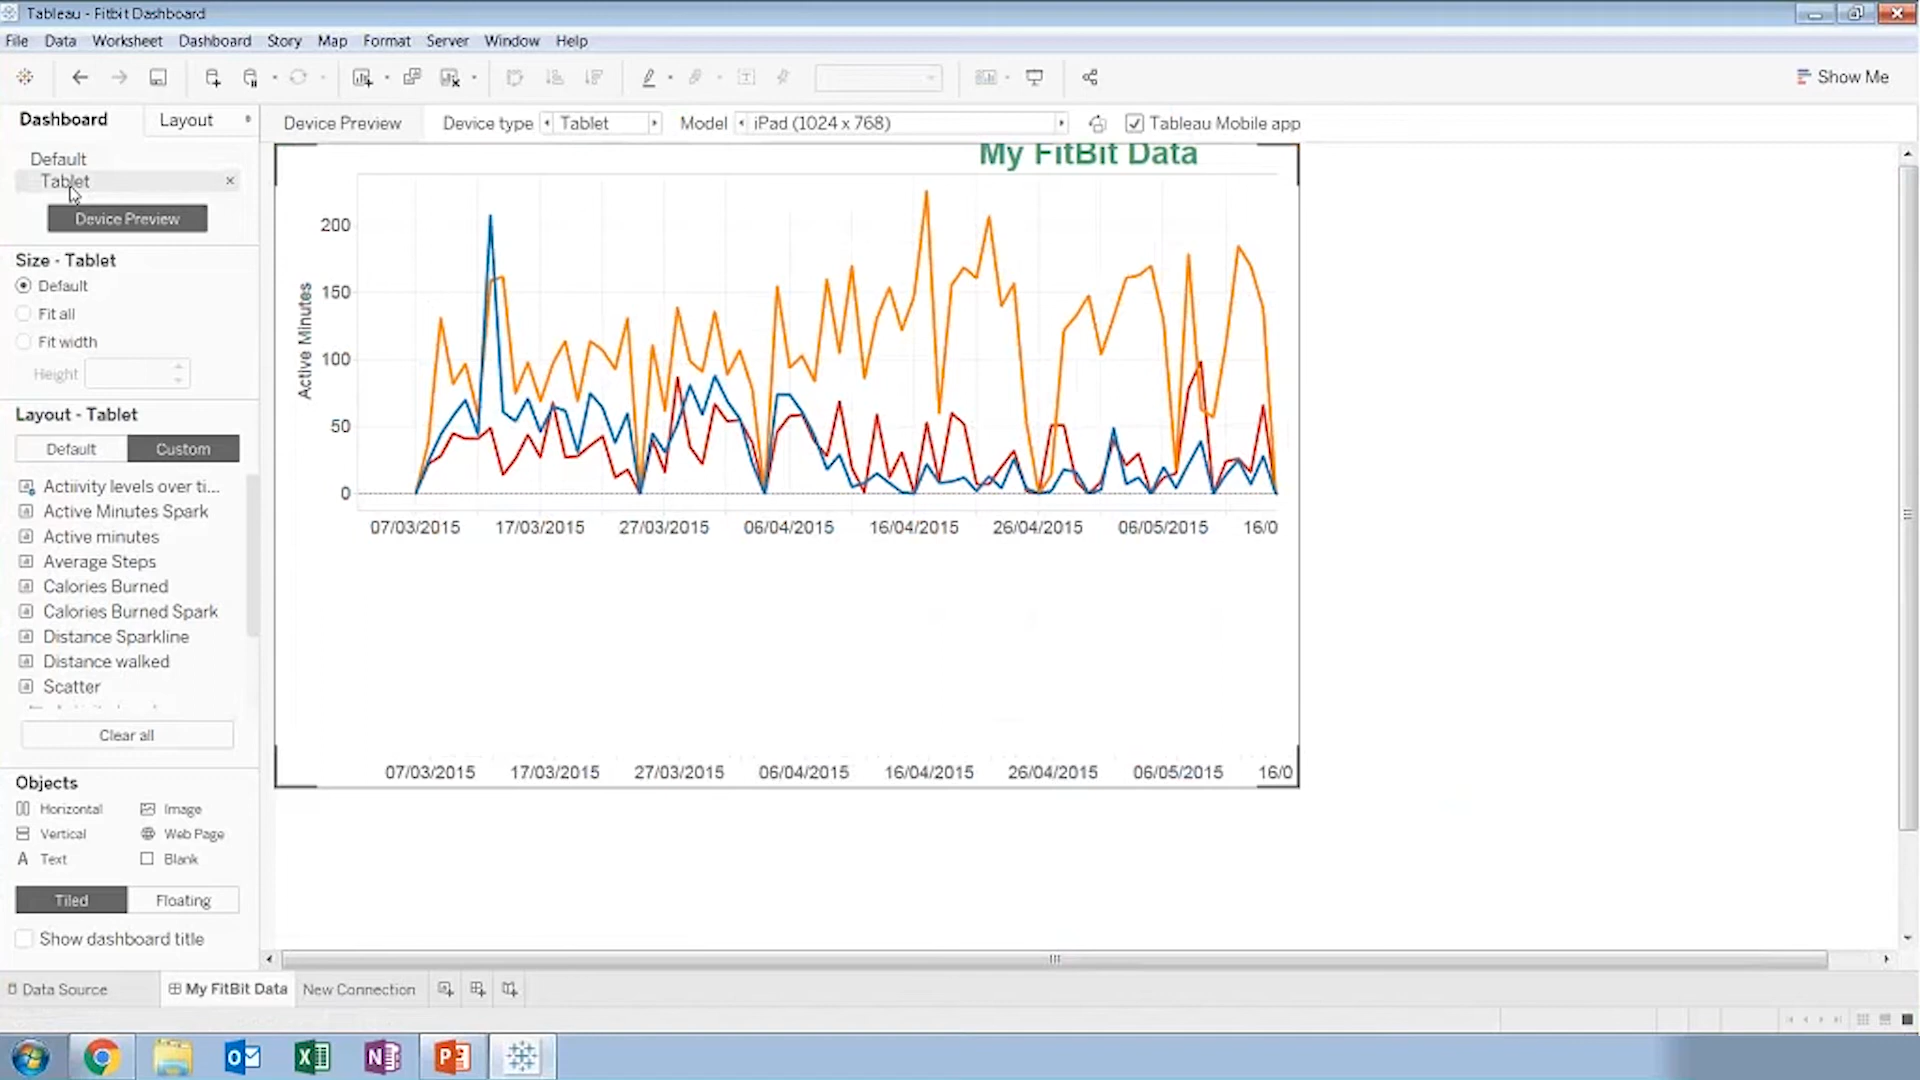 Tableau - Fitbit Dashboard
File Data Worksheet Dashboard Story Map Format Server Window Help
Show Me
Dashboard Layout
Device Preview Device type Tablet Model iPad (1024 x 768) Tableau Mobile app
Default
Tablet
Device Preview
Size - Tablet
Default
Fit all
Fit width
Height
Layout - Tablet
Default Custom
Actiivity levels over ti...
Active Minutes Spark
Active minutes
Average Steps
Calories Burned
Calories Burned Spark
Distance Sparkline
Distance walked
Scatter
Clear all
Objects
Horizontal Image
Vertical Web Page
Text Blank
Tiled Floating
Show dashboard title
My FitBit Data
Active Minutes
200
150
100
50
0
07/03/2015 17/03/2015 27/03/2015 06/04/2015 16/04/2015 26/04/2015 06/05/2015 16/0
07/03/2015 17/03/2015 27/03/2015 06/04/2015 16/04/2015 26/04/2015 06/05/2015 16/0
Data Source My FitBit Data New Connection